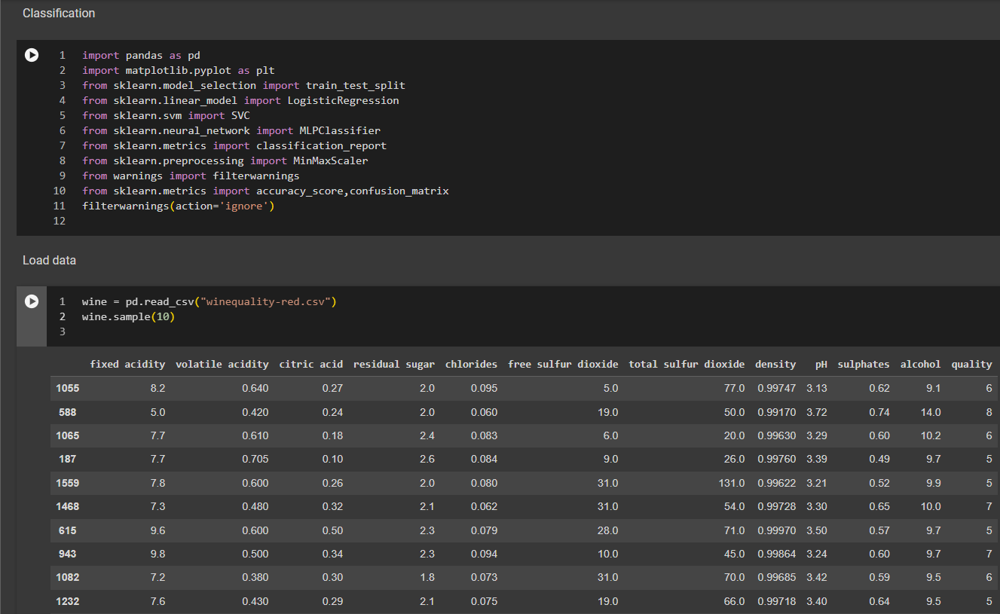 Classification
1 import pandas as pd
2 import matplotlib.pyplot as plt
3 from sklearn.model_selection import train_test_split
4 from sklearn.linear_model import LogisticRegression
5 from sklearn.svm import SVC
6 from sklearn.neural_network import MLPClassifier
7 from sklearn.metrics import classification_report
8 from sklearn.preprocessing import MinMaxScaler
9 from warnings import filterwarnings
10 from sklearn.metrics import accuracy_score,confusion_matrix
11 filterwarnings(action='ignore')
12
Load data
1 wine = pd.read_csv("winequality-red.csv")
2 wine.sample(10)
3
fixed acidity volatile acidity citric acid residual sugar chlorides free sulfur dioxide total sulfur dioxide density pH sulphates alcohol quality
1055 8.2 0.640 0.27 2.0 0.095 5.0 77.0 0.99747 3.13 0.62 9.1 6
588 5.0 0.420 0.24 2.0 0.060 19.0 50.0 0.99170 3.72 0.74 14.0 8
1065 7.7 0.610 0.18 2.4 0.083 6.0 20.0 0.99630 3.29 0.60 10.2 6
187 7.7 0.705 0.10 2.6 0.084 9.0 26.0 0.99760 3.39 0.49 9.7 5
1559 7.8 0.600 0.26 2.0 0.080 31.0 131.0 0.99622 3.21 0.52 9.9 5
1468 7.3 0.480 0.32 2.1 0.062 31.0 54.0 0.99728 3.30 0.65 10.0 7
615 9.6 0.600 0.50 2.3 0.079 28.0 71.0 0.99970 3.50 0.57 9.7 5
943 9.8 0.500 0.34 2.3 0.094 10.0 45.0 0.99864 3.24 0.60 9.7 7
1082 7.2 0.380 0.30 1.8 0.073 31.0 70.0 0.99685 3.42 0.59 9.5 6
1232 7.6 0.430 0.29 2.1 0.075 19.0 66.0 0.99718 3.40 0.64 9.5 5